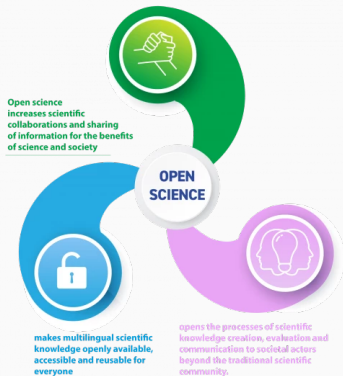 Open science
increases scientific
collaborations and sharing
of information for the benefits
of science and society
OPEN
SCIENCE
makes multilingual scientific
knowledge openly available,
accessible and reusable for
everyone
opens the processes of scientific
knowledge creation, evaluation and
communication to societal actors
beyond the traditional scientific
community.